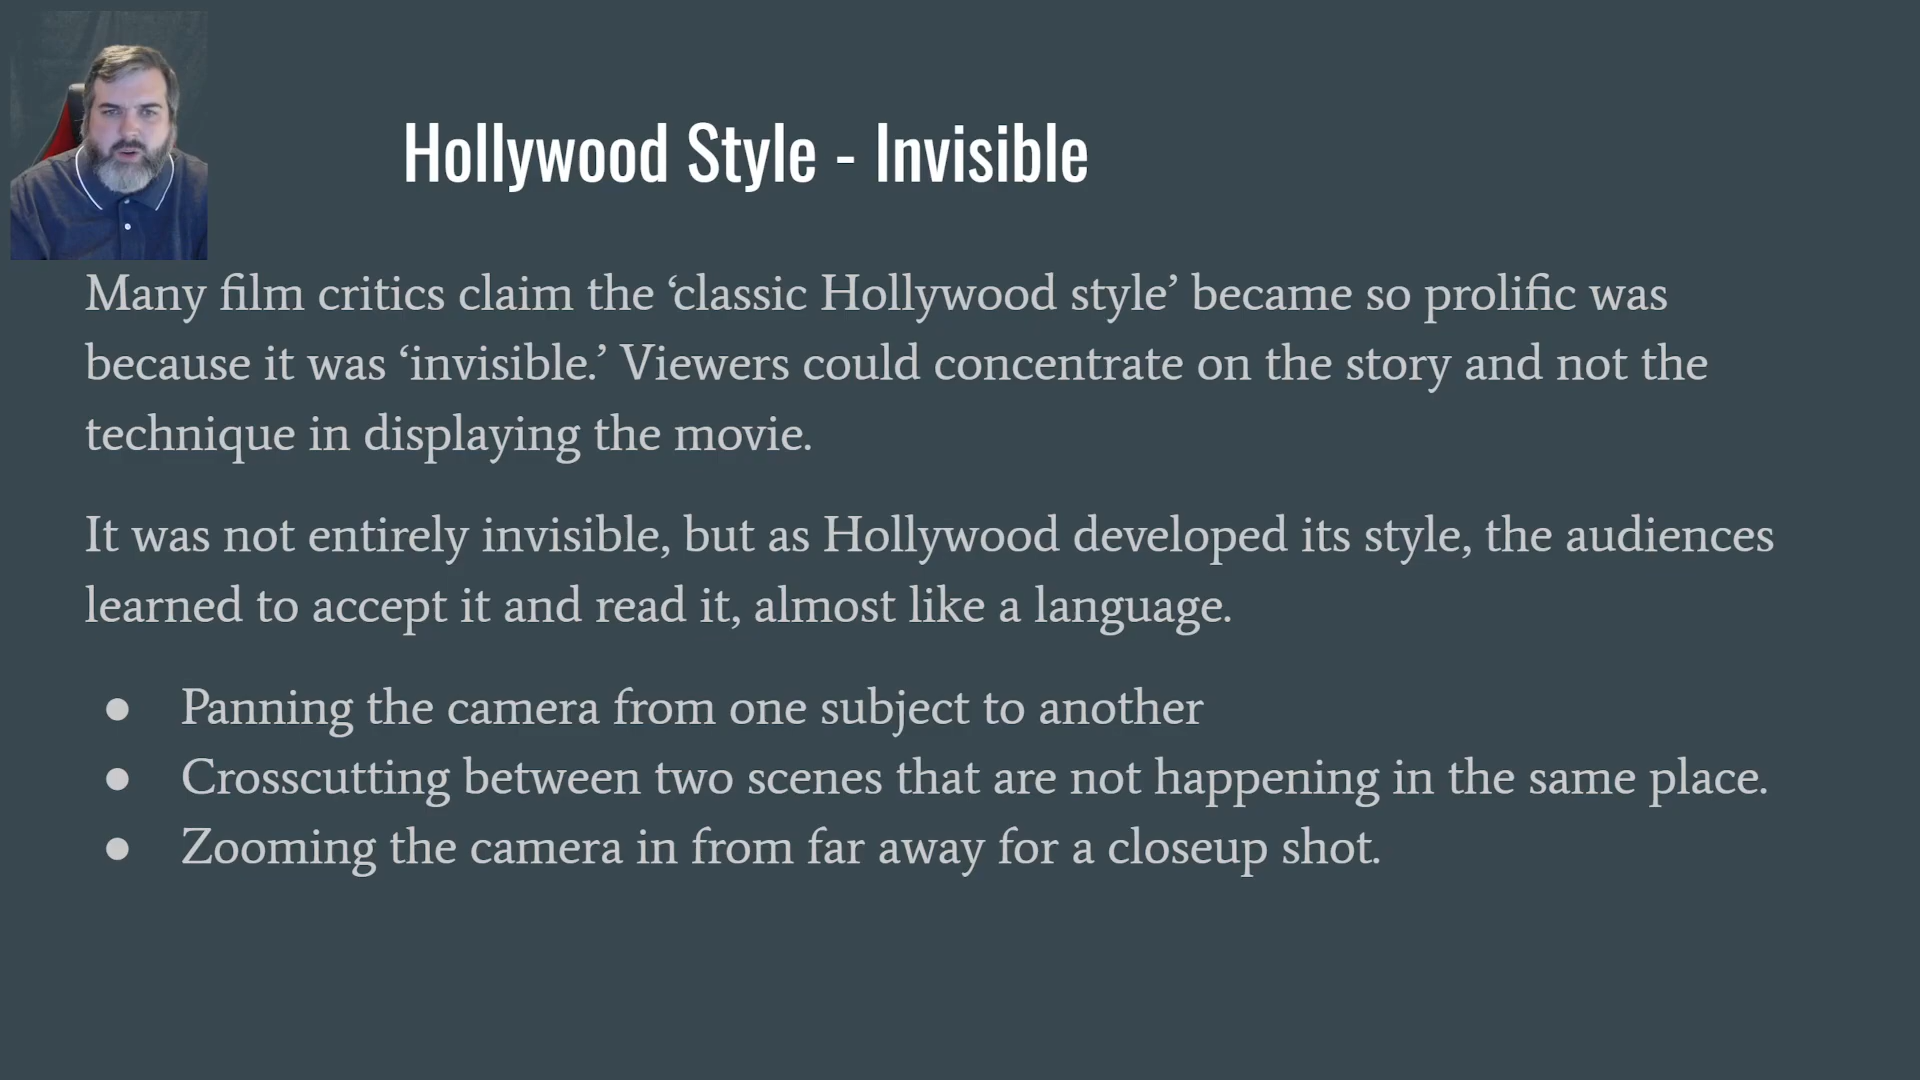 Hollywood Style - Invisible
Many film critics claim the ‘classic Hollywood style’ became so prolific was
because it was ‘invisible.’ Viewers could concentrate on the story and not the
technique in displaying the movie.
It was not entirely invisible, but as Hollywood developed its style, the audiences
learned to accept it and read it, almost like a language.
● Panning the camera from one subject to another
● Crosscutting between two scenes that are not happening in the same place.
● Zooming the camera in from far away for a closeup shot.